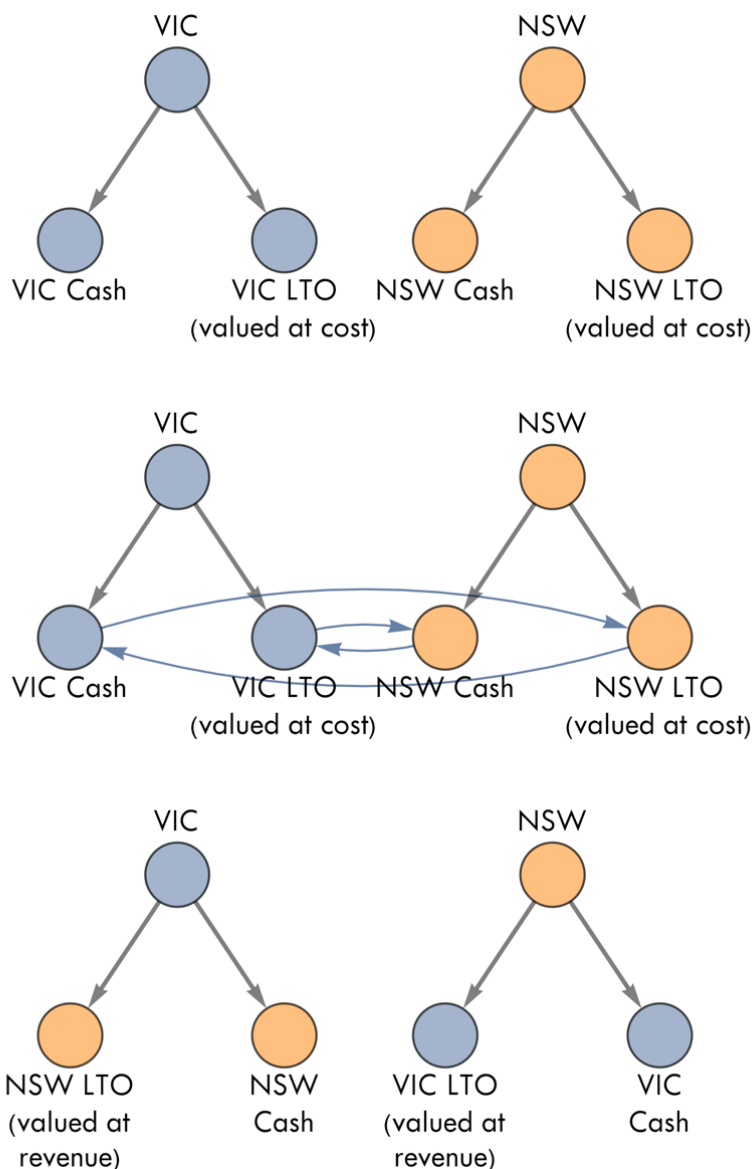 VIC
NSW
VIC Cash
VIC LTO
(valued at cost)
NSW Cash
NSW LTO
(valued at cost)
VIC
NSW
VIC Cash
VIC LTO
(valued at cost)
NSW Cash
NSW LTO
(valued at cost)
VIC
NSW
NSW LTO
(valued at
revenue)
NSW
Cash
VIC LTO
(valued at
revenue)
VIC
Cash